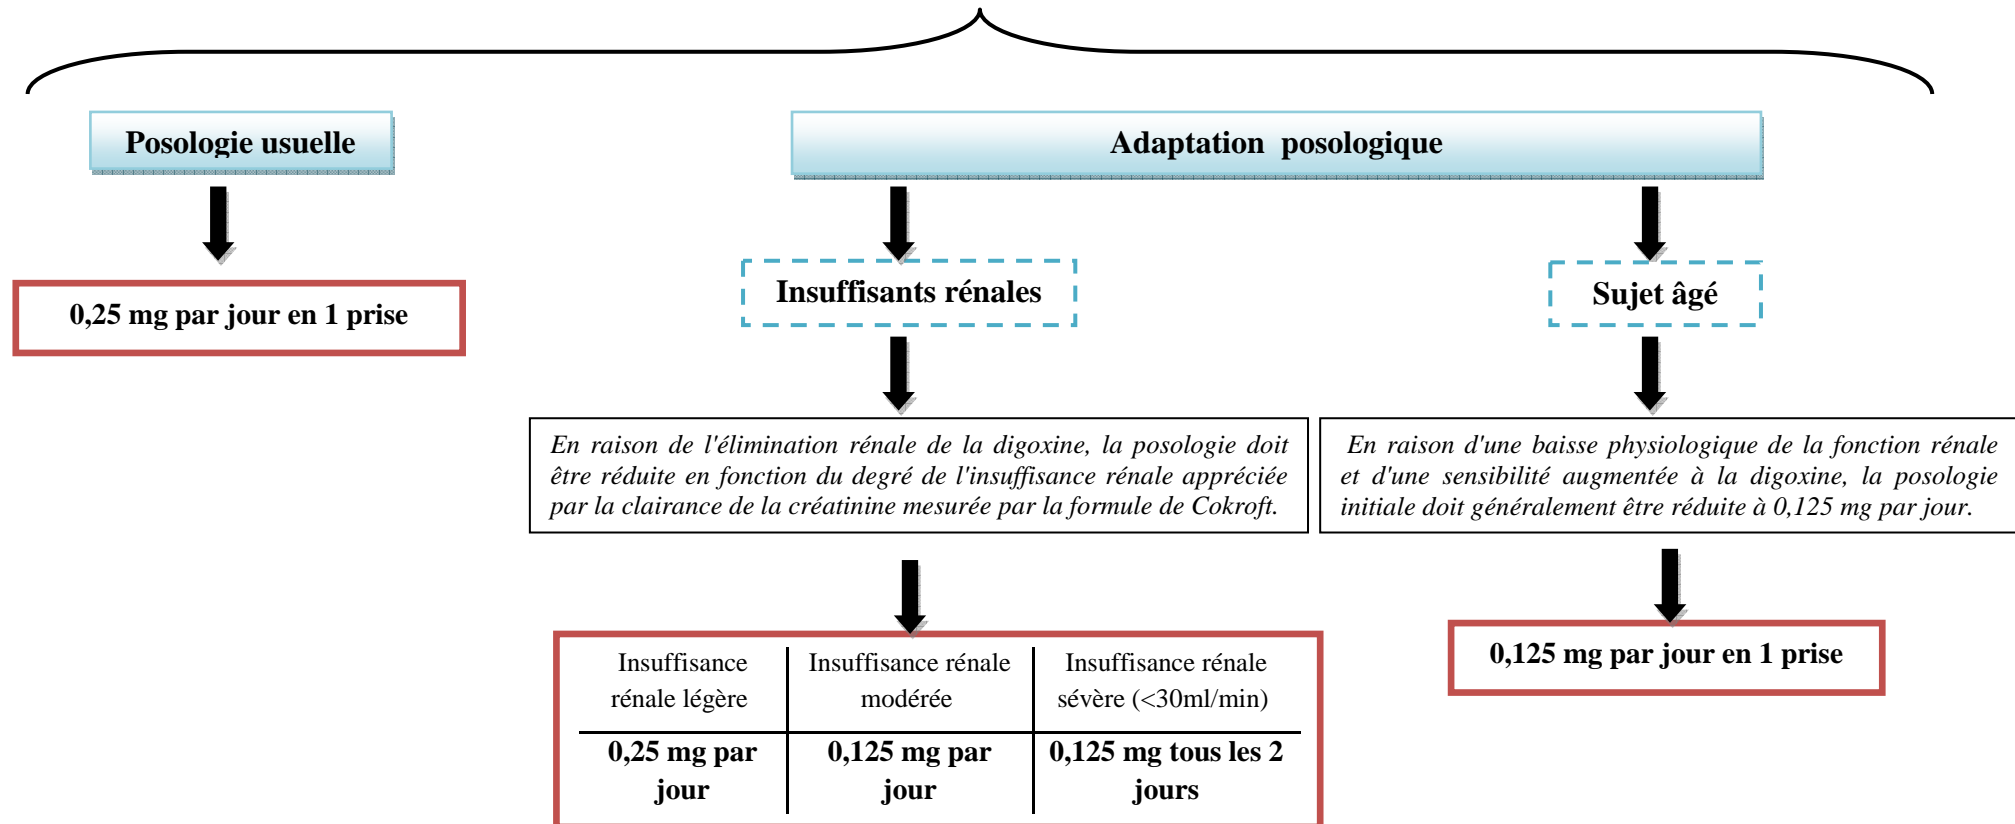 Posologie usuelle
Adaptation posologique
0,25 mg par jour en 1 prise
Insuffisants rénales
Sujet âgé
En raison de l'élimination rénale de la digoxine, la posologie doit
être réduite en fonction du degré de l'insuffisance rénale appréciée
par la clairance de la créatinine mesurée par la formule de Cokroft.
En raison d'une baisse physiologique de la fonction rénale
et d'une sensibilité augmentée à la digoxine, la posologie
initiale doit généralement être réduite à 0,125 mg par jour.
Insuffisance
rénale légère
Insuffisance rénale
modérée
Insuffisance rénale
sévère (<30ml/min)
0,25 mg par
jour
0,125 mg par
jour
0,125 mg tous les 2
jours
0,125 mg par jour en 1 prise